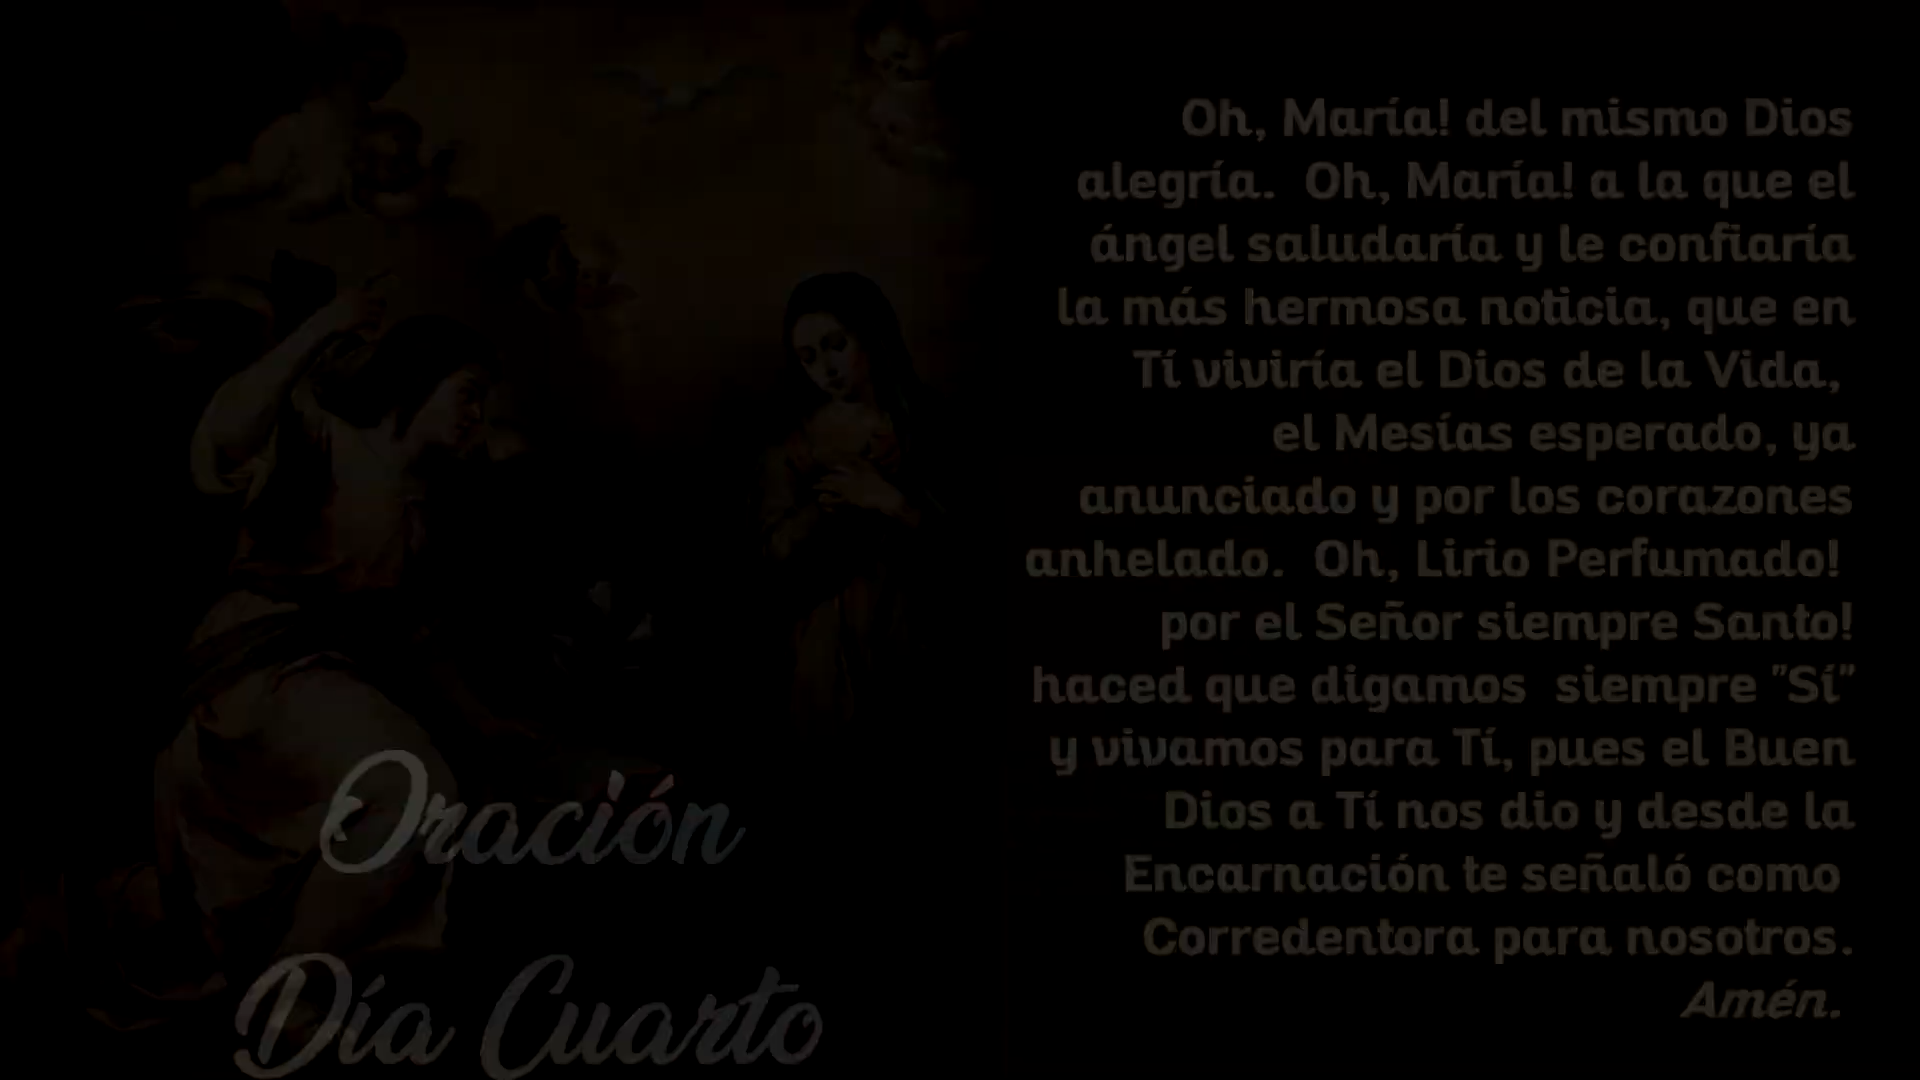 Oh, María! del mismo Dios
alegría.  Oh, María! a la que el
ángel saludaría y le confiaría
la más hermosa noticia, que en
Tí viviría el Dios de la Vida,
el Mesías esperado, ya
anunciado y por los corazones
anhelado.  Oh, Lirio Perfumado!
por el Señor siempre Santo!
haced que digamos  siempre "Sí"
y vivamos para Tí, pues el Buen
Dios a Tí nos dio y desde la
Encarnación te señaló como
Corredentora para nosotros.
Amén.
Oración
Día Cuarto